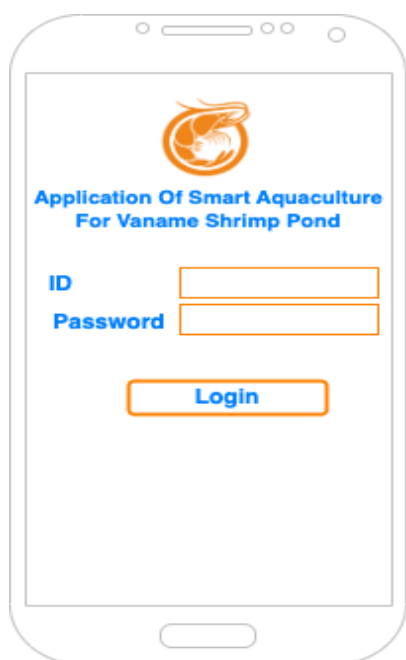 Application Of Smart Aquaculture
For Vaname Shrimp Pond
ID
Password
Login